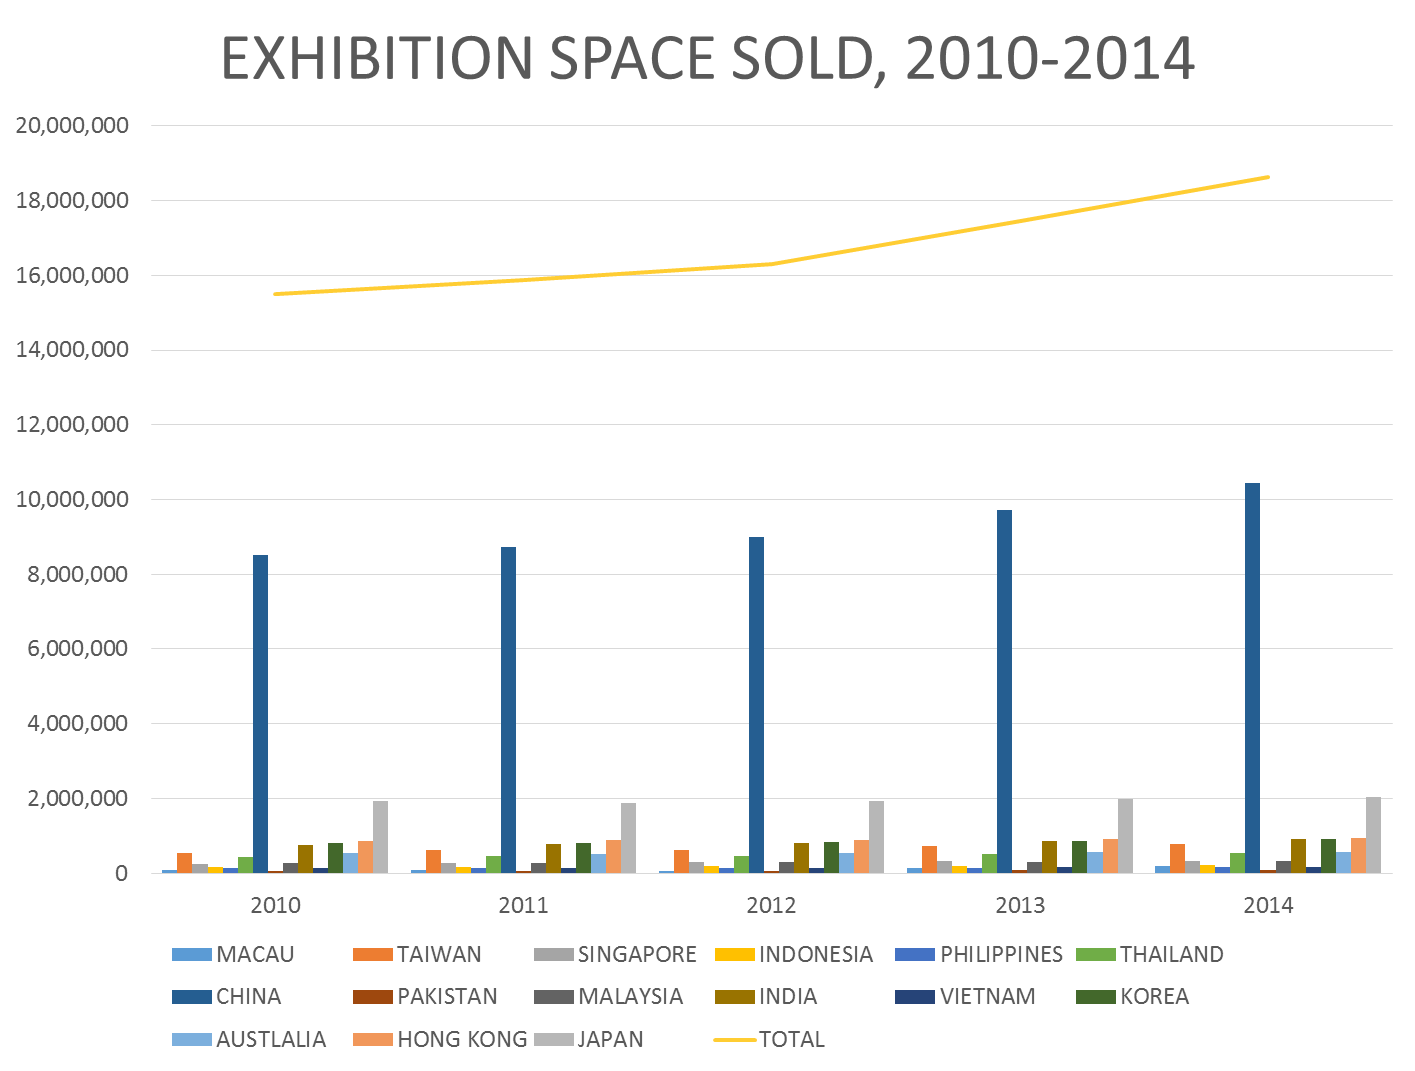 EXHIBITION SPACE SOLD, 2010-2014
20,000,000
18,000,000
16,000,000
14,000,000
12,000,000
10,000,000
8,000,000
6,000,000
4,000,000
2,000,000
0
2010 2011 2012 2013 2014
MACAU TAIWAN SINGAPORE INDONESIA PHILIPPINES THAILAND
CHINA PAKISTAN MALAYSIA INDIA VIETNAM KOREA
AUSTLALIA HONG KONG JAPAN TOTAL